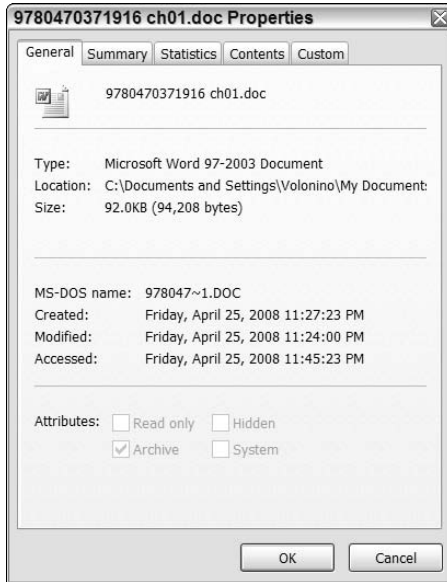 9780470371916 ch01.doc Properties
General Summary Statistics Contents Custom
9780470371916 ch01.doc
Type: Microsoft Word 97-2003 Document
Location: C:\Documents and Settings\Volonino\My Document
Size: 92.0KB (94,208 bytes)
MS-DOS name: 978047~1.DOC
Created: Friday, April 25, 2008 11:27:23 PM
Modified: Friday, April 25, 2008 11:24:00 PM
Accessed: Friday, April 25, 2008 11:45:23 PM
Attributes: Read only Hidden
Archive System
OK Cancel